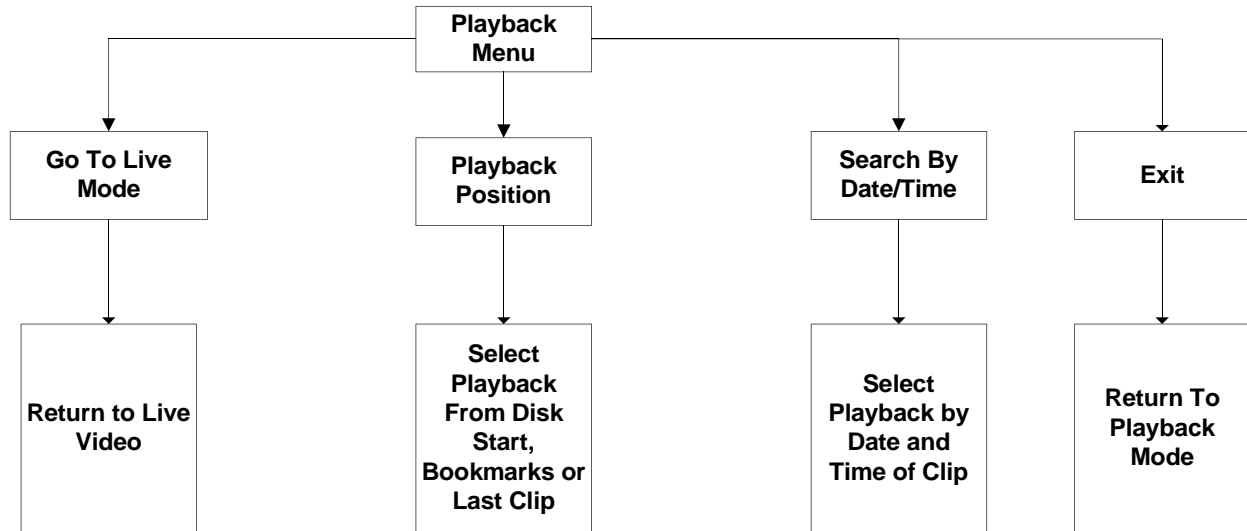 Playback
Menu
Go To Live
Mode
Playback
Position
Search By
Date/Time
Exit
Return to Live
Video
Select
Playback
From Disk
Start,
Bookmarks or
Last Clip
Select
Playback by
Date and
Time of Clip
Return To
Playback
Mode